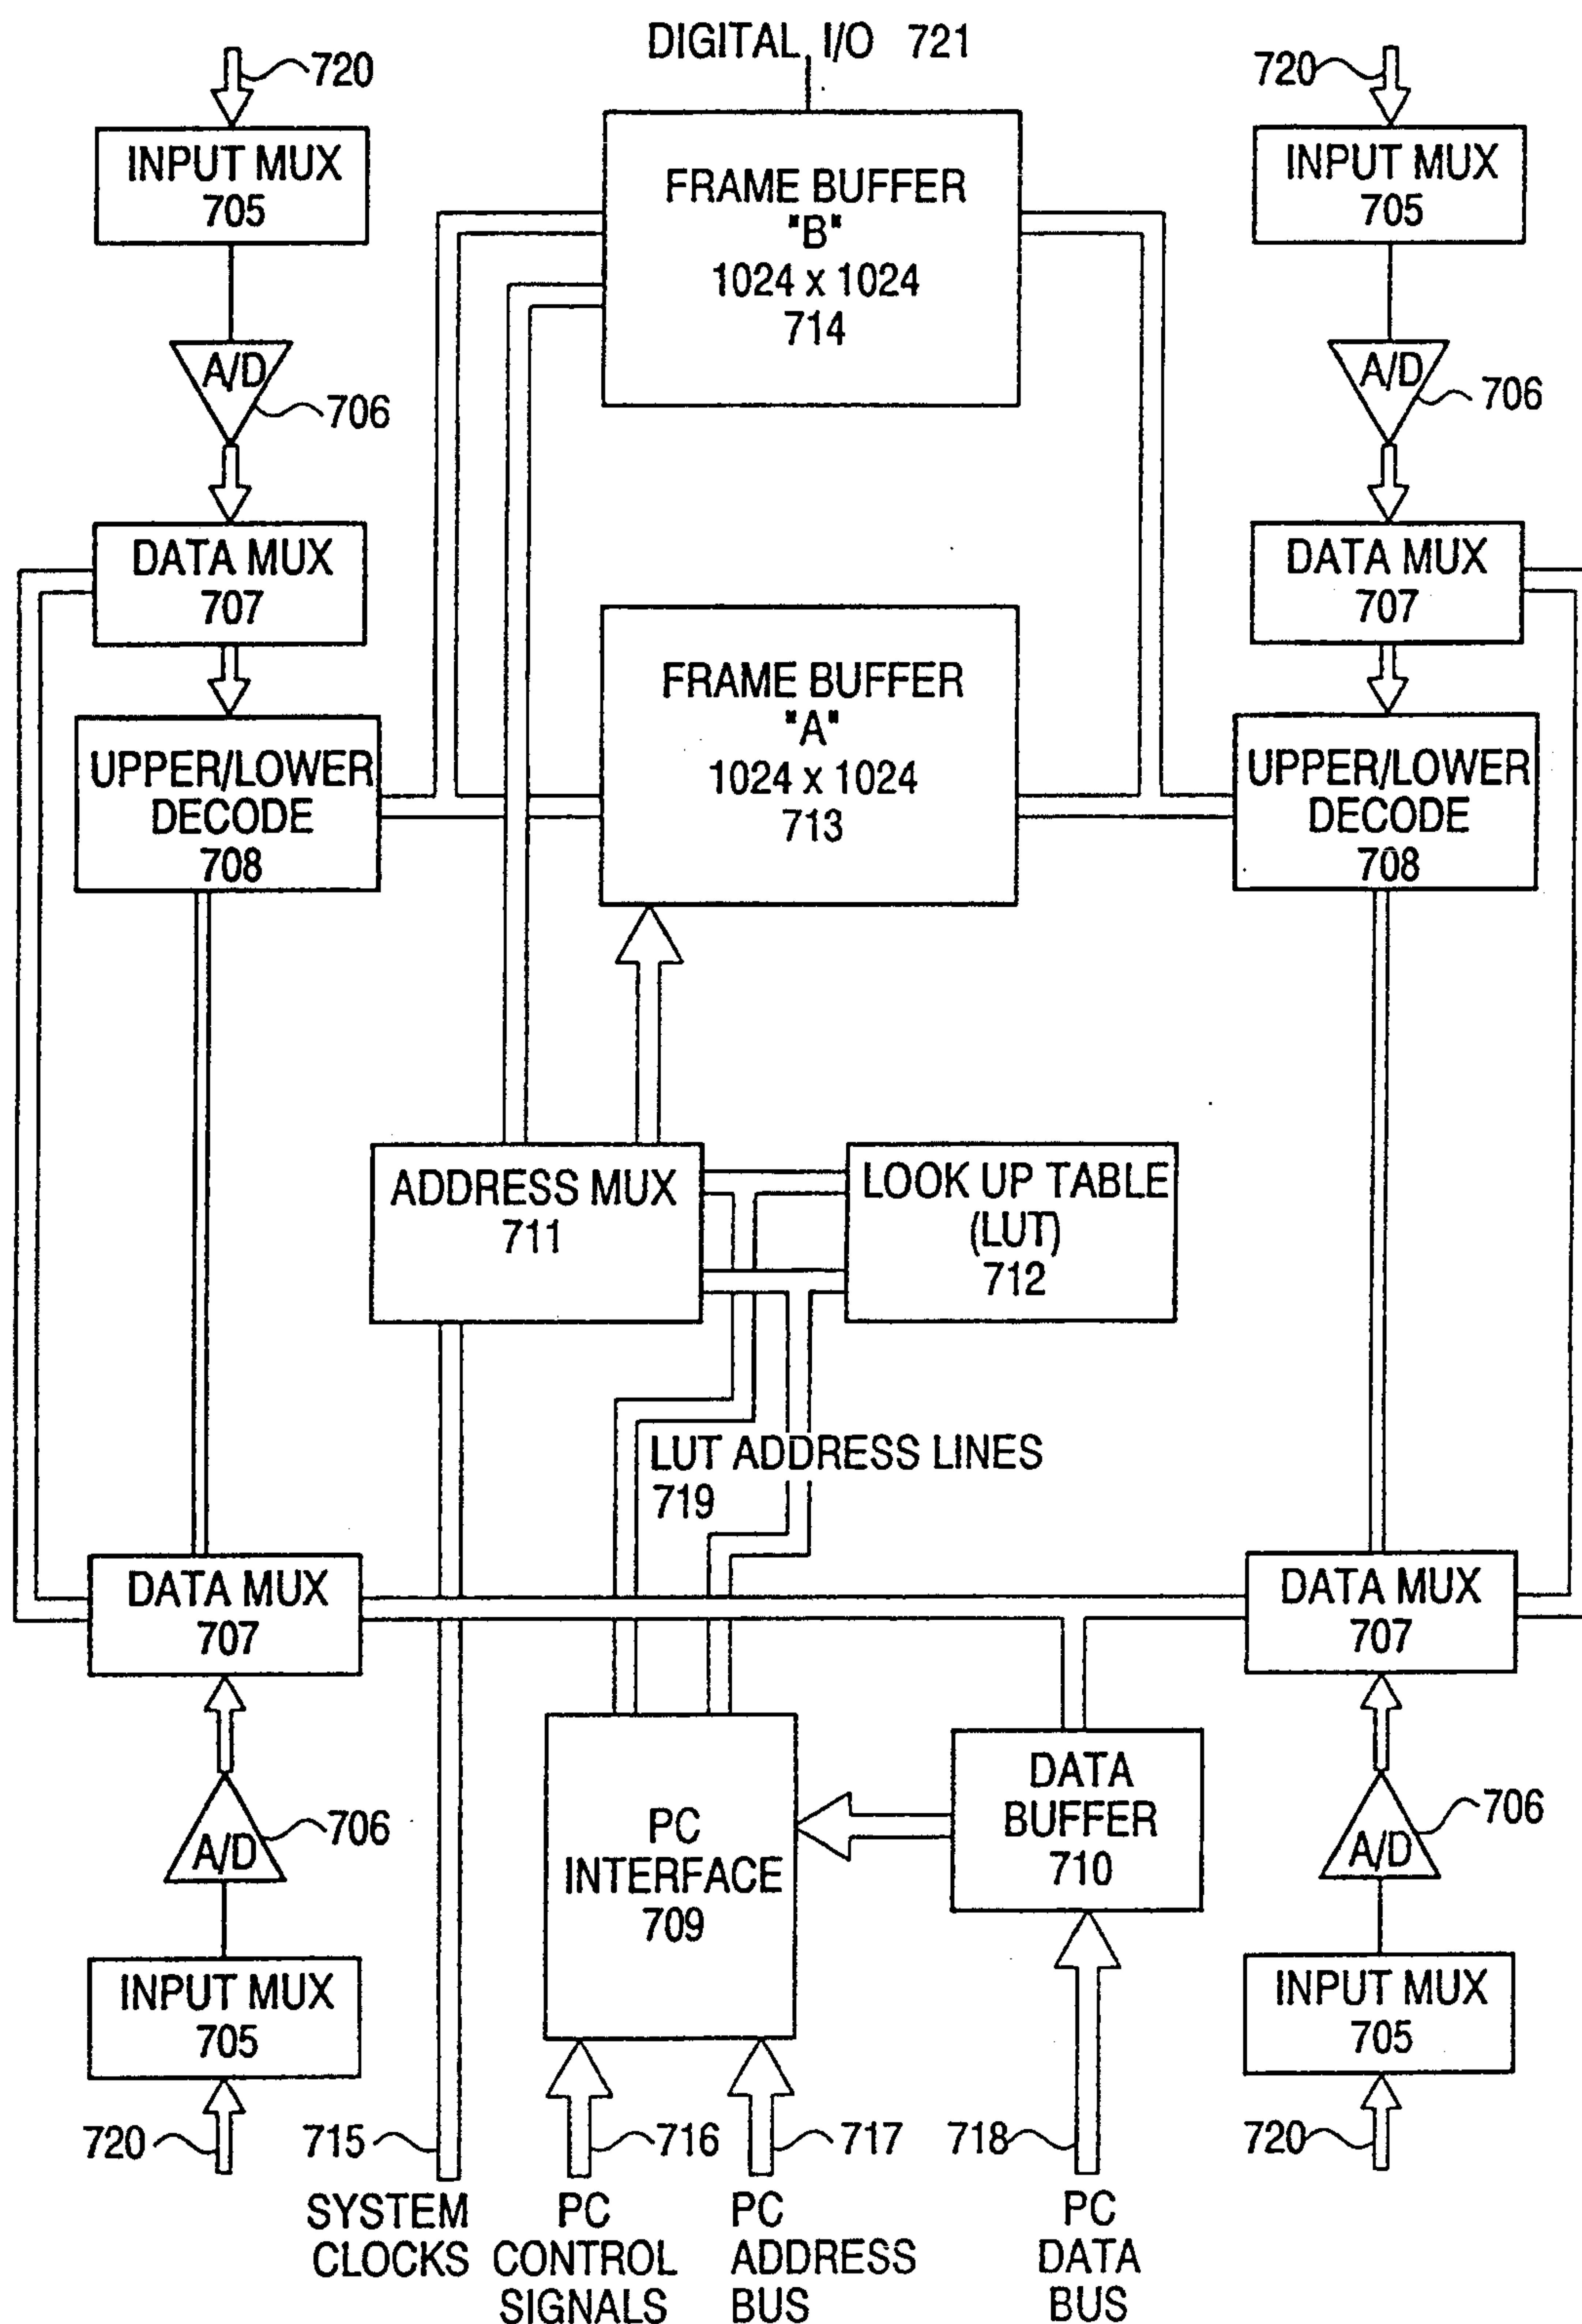 DIGITAL I/O 721
720
720
INPUT MUX
705
FRAME BUFFER
"B"
1024 x 1024
714
INPUT MUX
705
A/D
706
A/D
706
DATA MUX
707
FRAME BUFFER
"A"
1024 x 1024
713
DATA MUX
707
UPPER/LOWER
DECODE
708
UPPER/LOWER
DECODE
708
ADDRESS MUX
711
LOOK UP TABLE
(LUT)
712
LUT ADDRESS LINES
719
DATA MUX
707
DATA MUX
707
A/D
706
PC
INTERFACE
709
DATA
BUFFER
710
A/D
706
INPUT MUX
705
INPUT MUX
705
720
715
716
717
718
720
SYSTEM
CLOCKS
PC
CONTROL
SIGNALS
PC
ADDRESS
BUS
PC
DATA
BUS